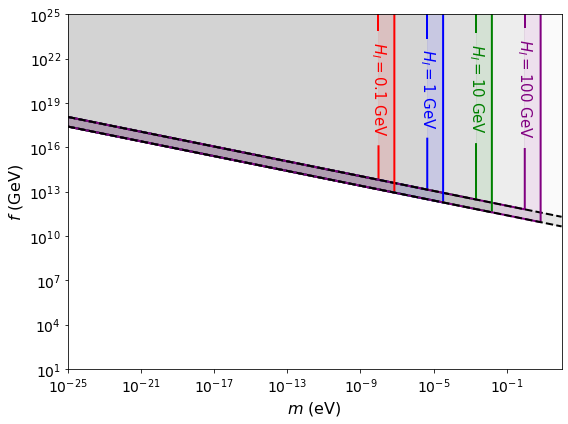 10^25
10^22
10^19
10^16
10^13
10^10
10^7
10^4
10^1
f (GeV)
H_I = 0.1 GeV
H_I = 1 GeV
H_I = 10 GeV
H_I = 100 GeV
10^−25 10^−21 10^−17 10^−13 10^−9 10^−5 10^−1
m (eV)